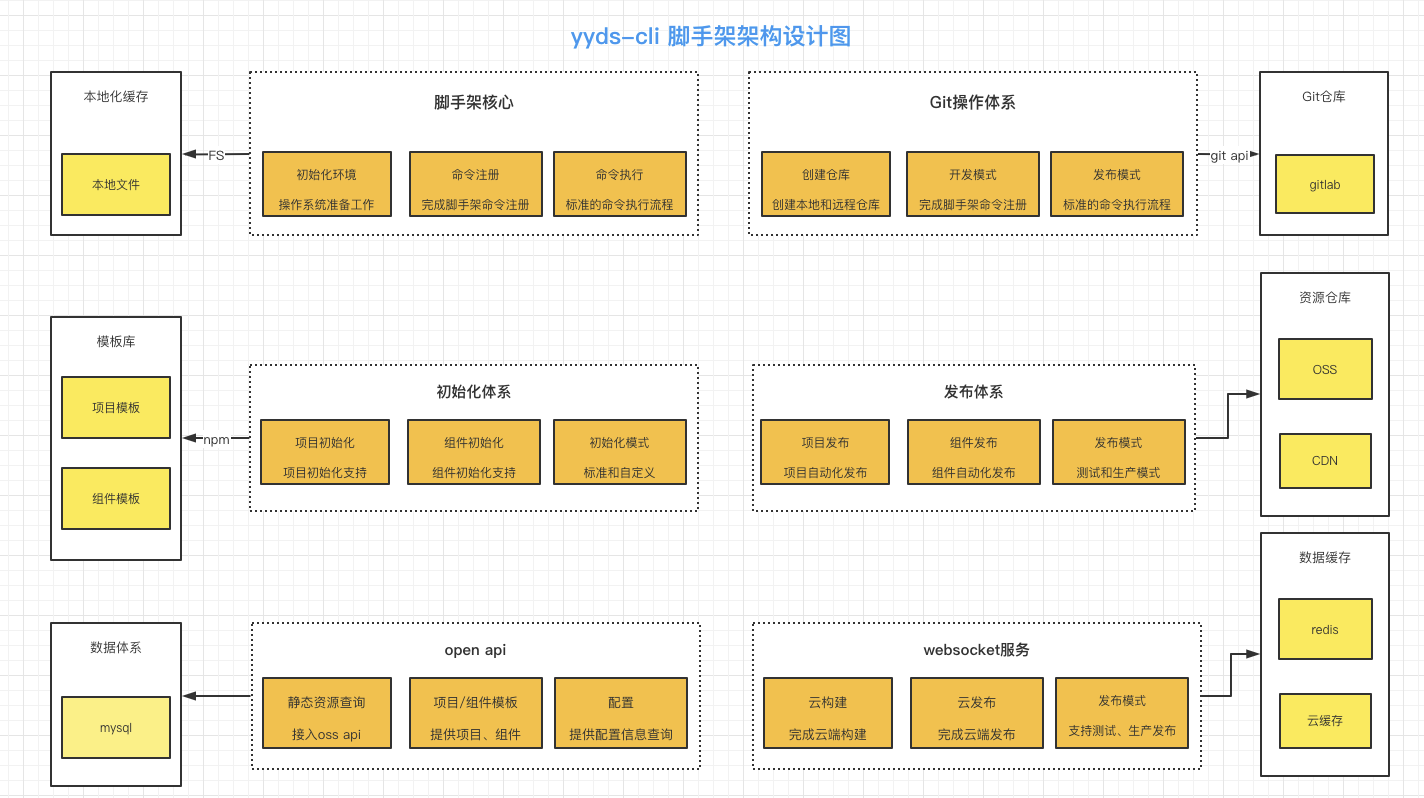 yyds-cli 脚手架架构设计图
本地化缓存
本地文件
FS
脚手架核心
初始化环境
操作系统准备工作
命令注册
完成脚手架命令注册
命令执行
标准的命令执行流程
Git操作体系
创建仓库
创建本地和远程仓库
开发模式
完成脚手架命令注册
发布模式
标准的命令执行流程
git api
Git仓库
gitlab
模板库
项目模板
组件模板
npm
初始化体系
项目初始化
项目初始化支持
组件初始化
组件初始化支持
初始化模式
标准和自定义
发布体系
项目发布
项目自动化发布
组件发布
组件自动化发布
发布模式
测试和生产模式
资源仓库
OSS
CDN
数据体系
mysql
open api
静态资源查询
接入oss api
项目/组件模板
提供项目、组件
配置
提供配置信息查询
websocket服务
云构建
完成云端构建
云发布
完成云端发布
发布模式
支持测试、生产发布
数据缓存
redis
云缓存